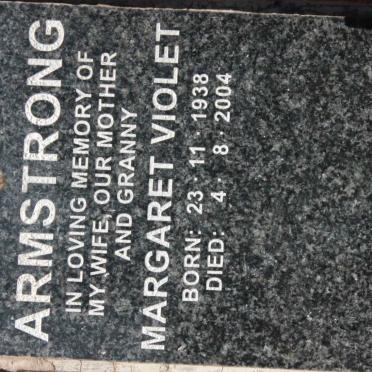 ARMSTRONG
IN LOVING MEMORY OF
MY WIFE, OUR MOTHER
AND GRANNY
MARGARET VIOLET
BORN: 23 · 11 · 1938
DIED: 4 · 8 · 2004